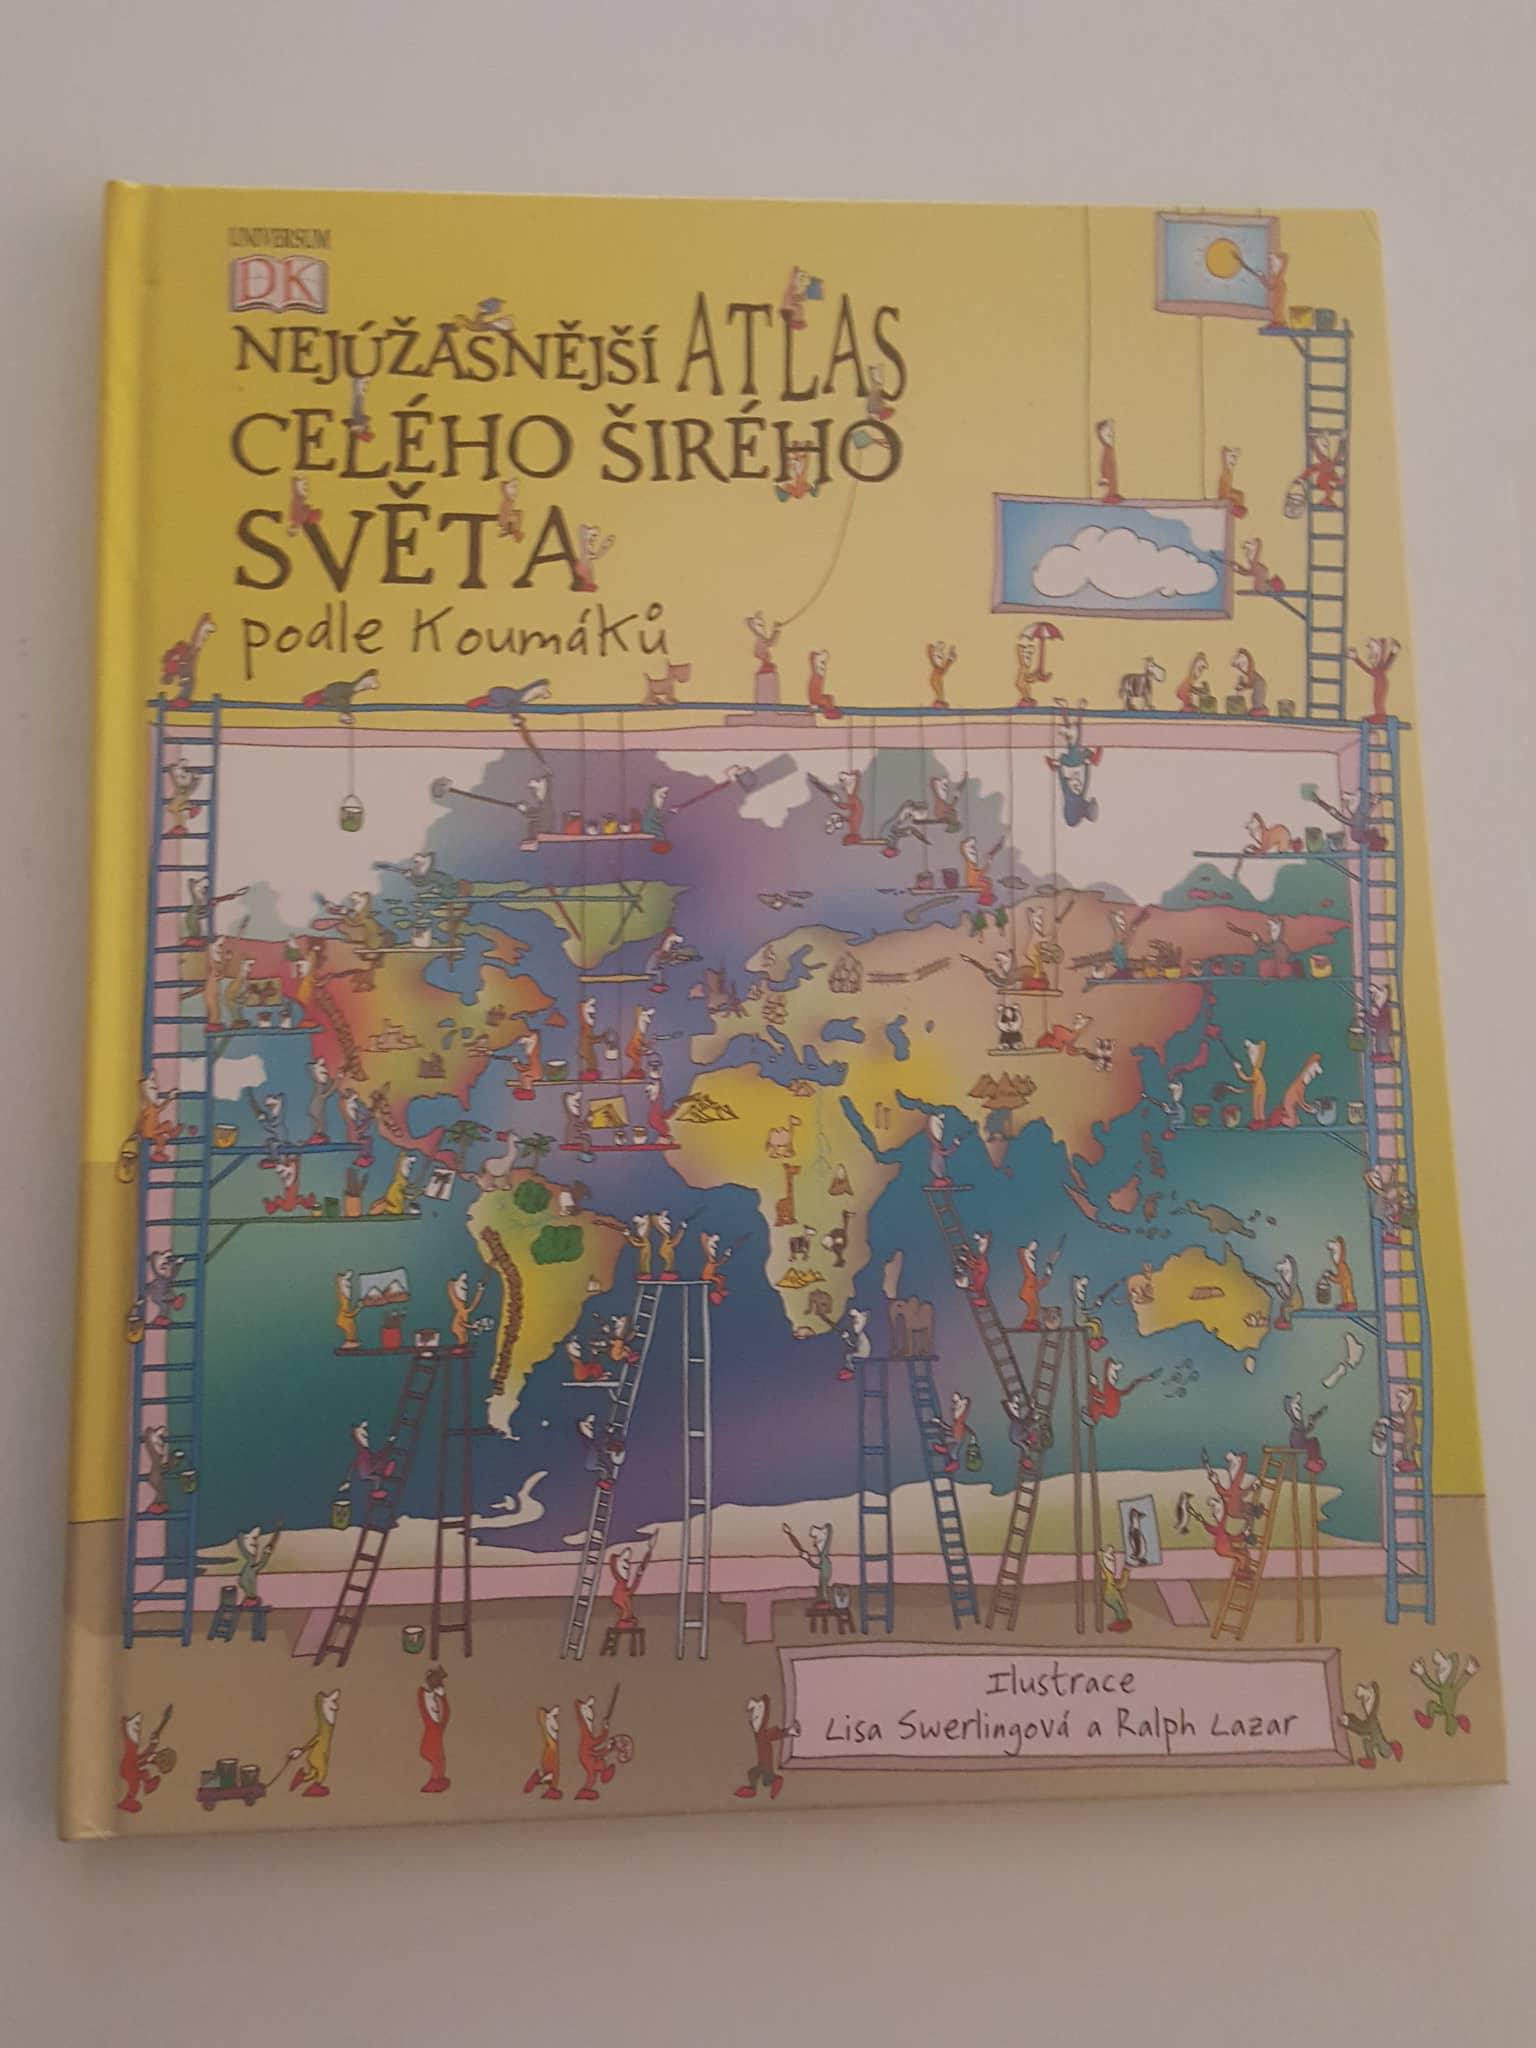 UNIVERSUM
DK
NEJÚŽASNĚJŠÍ ATLAS
CELÉHO ŠIRÉHO
SVĚTA
podle Koumáků
Ilustrace
Lisa Swerlingová a Ralph Lazar